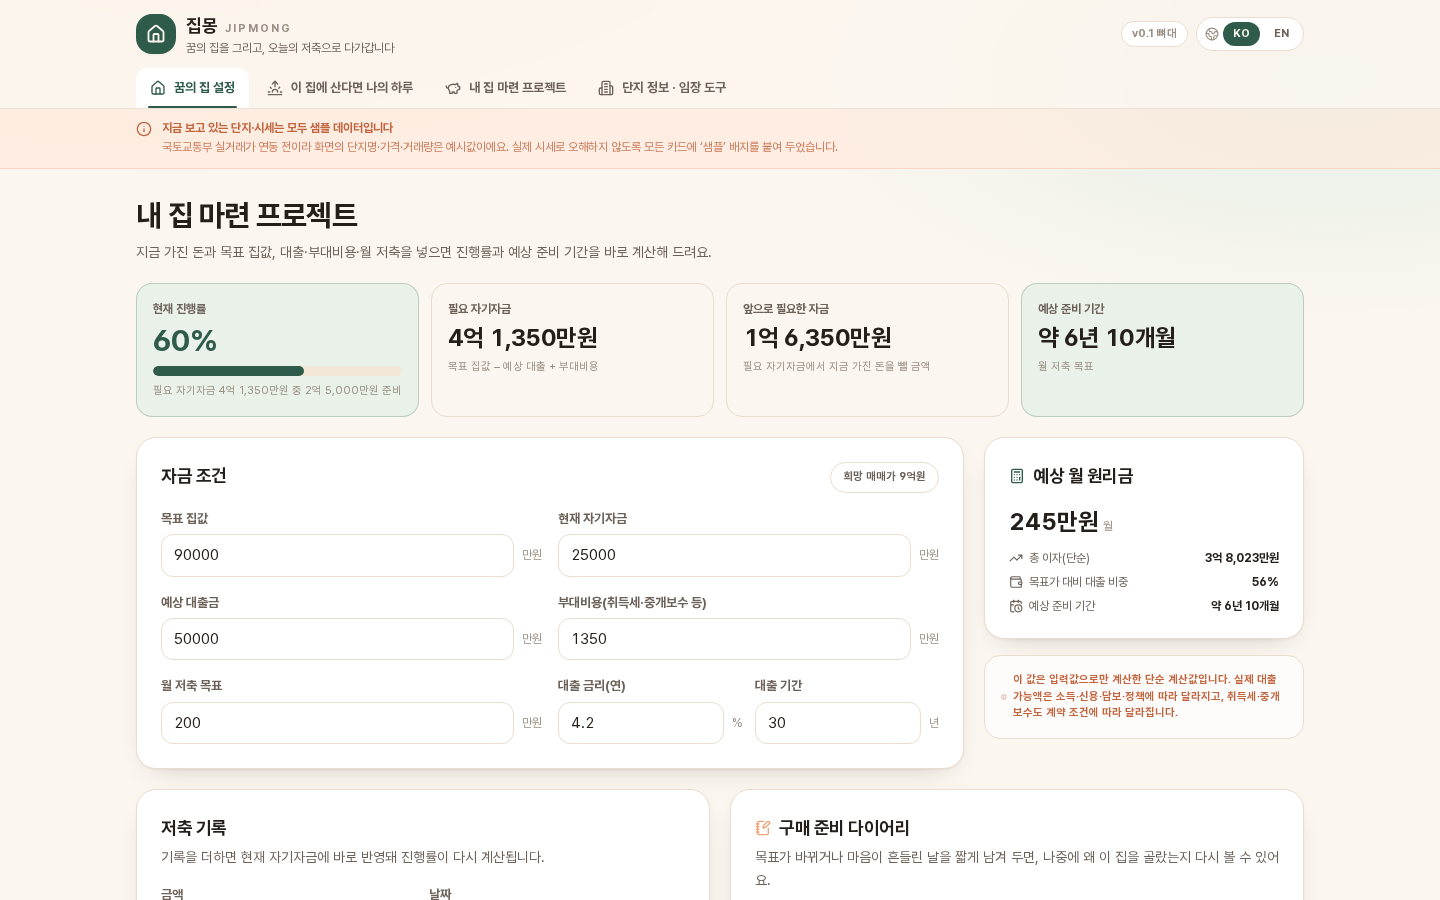 집몽 JIPMONG
꿈의 집을 그리고, 오늘의 저축으로 다가갑니다
v0.1 뼈대
KO
EN
꿈의 집 설정
이 집에 산다면 나의 하루
내 집 마련 프로젝트
단지 정보 · 임장 도구
지금 보고 있는 단지·시세는 모두 샘플 데이터입니다
국토교통부 실거래가 연동 전이라 화면의 단지명·가격·거래량은 예시값이에요. 실제 시세로 오해하지 않도록 모든 카드에 ‘샘플’ 배지를 붙여 두었습니다.
내 집 마련 프로젝트
지금 가진 돈과 목표 집값, 대출·부대비용·월 저축을 넣으면 진행률과 예상 준비 기간을 바로 계산해 드려요.
현재 진행률
60%
필요 자기자금 4억 1,350만원 중 2억 5,000만원 준비
필요 자기자금
4억 1,350만원
목표 집값 – 예상 대출 + 부대비용
앞으로 필요한 자금
1억 6,350만원
필요 자기자금에서 지금 가진 돈을 뺄 금액
예상 준비 기간
약 6년 10개월
월 저축 목표
자금 조건
희망 매매가 9억원
목표 집값
90000 만원
현재 자기자금
25000 만원
예상 대출금
50000 만원
부대비용(취득세·중개보수 등)
1350 만원
월 저축 목표
200 만원
대출 금리(연)
4.2 %
대출 기간
30 년
예상 월 원리금
245만원 월
총 이자(단순) 3억 8,023만원
목표가 대비 대출 비중 56%
예상 준비 기간 약 6년 10개월
이 값은 입력값으로만 계산한 단순 계산값입니다. 실제 대출
가능액은 소득·신용·담보·정책에 따라 달라지고, 취득세·중개
보수도 계약 조건에 따라 달라집니다.
저축 기록
기록을 더하면 현재 자기자금에 바로 반영돼 진행률이 다시 계산됩니다.
금액
날짜
구매 준비 다이어리
목표가 바뀌거나 마음이 흔들린 날을 짧게 남겨 두면, 나중에 왜 이 집을 골랐는지 다시 볼 수 있어
요.